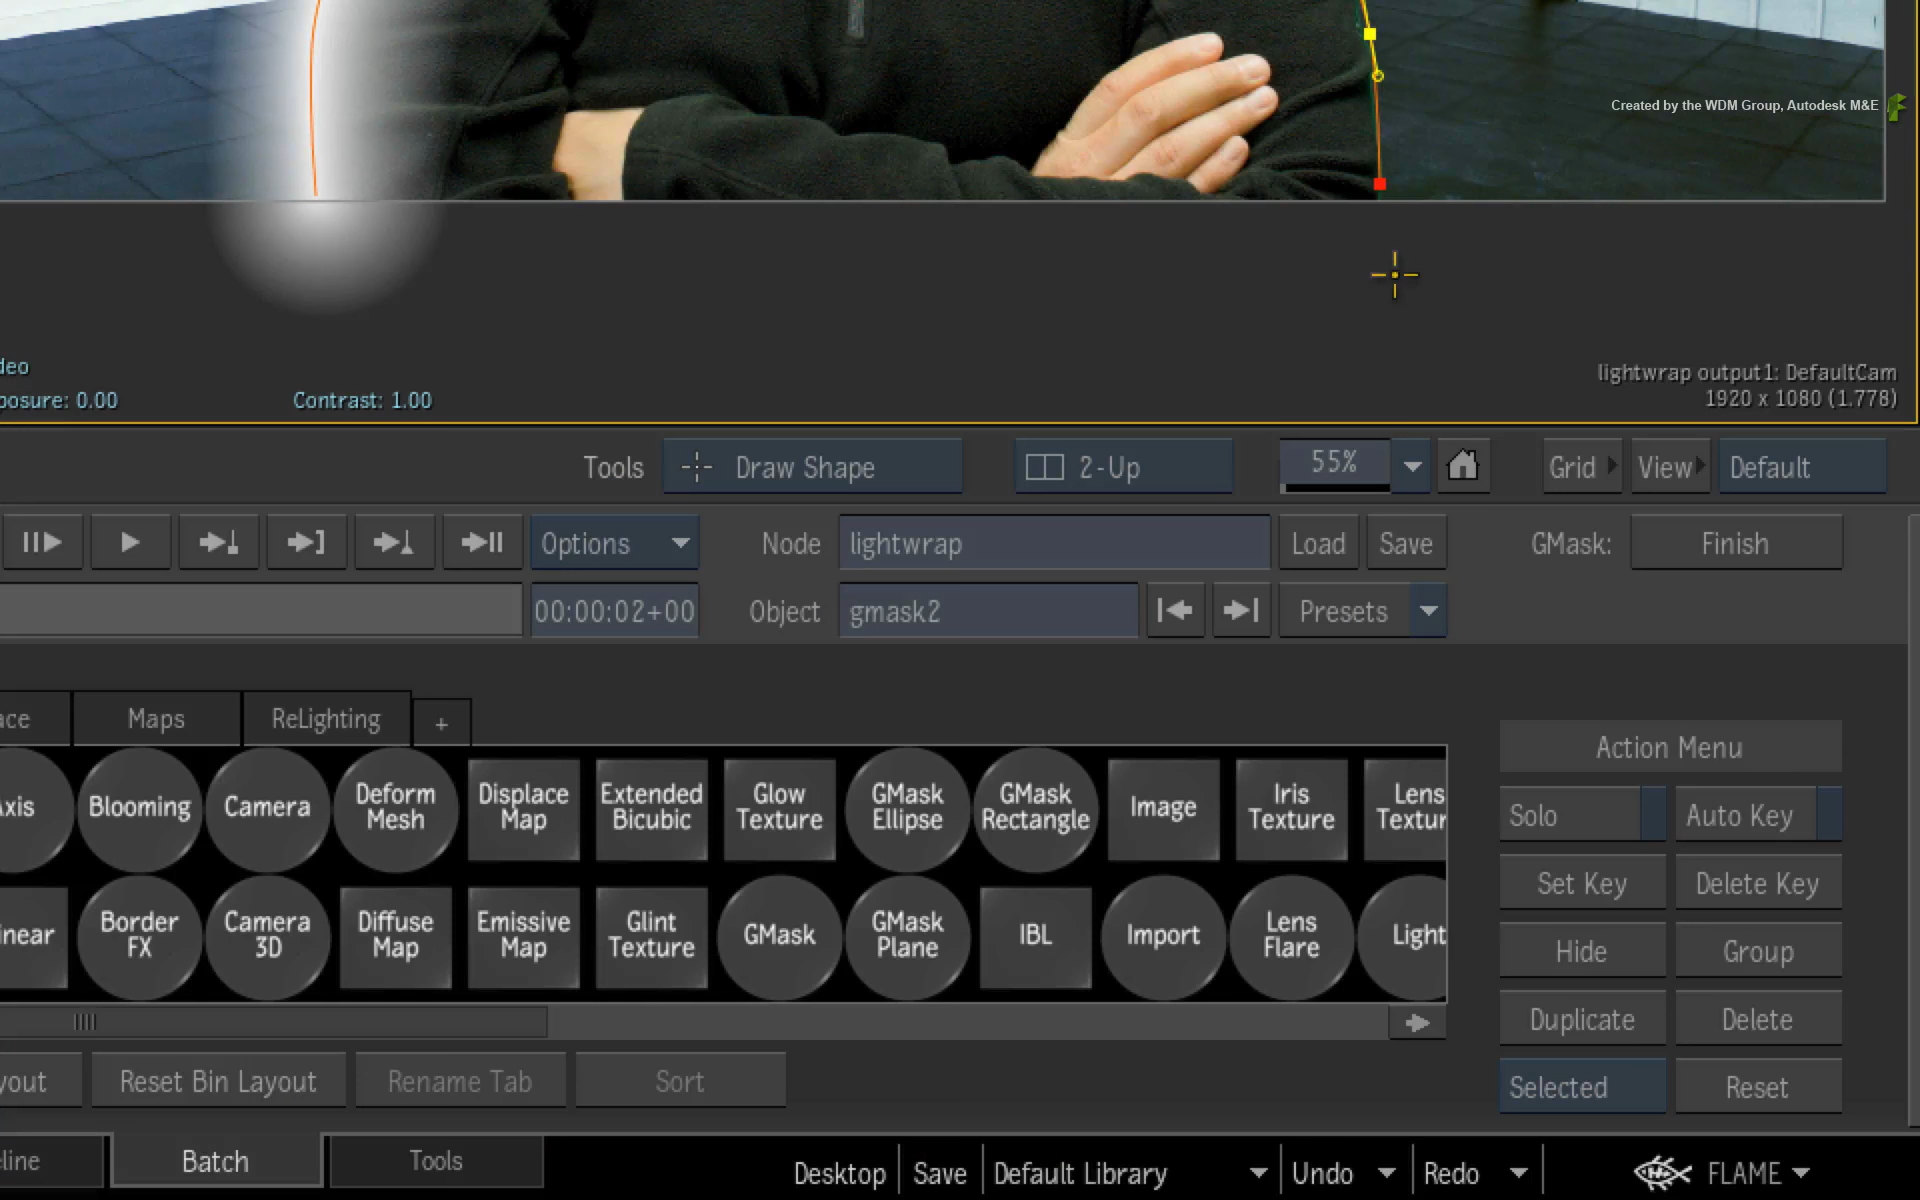 Created by the WDM Group, Autodesk M&E
deo
posure: 0.00
Contrast: 1.00
lightwrap output1: DefaultCam
1920 x 1080 (1.778)
Tools
Draw Shape
2-Up
55%
Grid
View
Default
Options
Node
lightwrap
Load
Save
GMask:
Finish
00:00:02+00
Object
gmask2
Presets
ace
Maps
ReLighting
+
Axis
Blooming
Camera
Deform
Mesh
Displace
Map
Extended
Bicubic
Glow
Texture
GMask
Ellipse
GMask
Rectangle
Image
Iris
Texture
Lens
Textur
inear
Border
FX
Camera
3D
Diffuse
Map
Emissive
Map
Glint
Texture
GMask
GMask
Plane
IBL
Import
Lens
Flare
Light
Action Menu
Solo
Auto Key
Set Key
Delete Key
Hide
Group
Duplicate
Delete
Selected
Reset
yout
Reset Bin Layout
Rename Tab
Sort
line
Batch
Tools
Desktop
Save
Default Library
Undo
Redo
FLAME